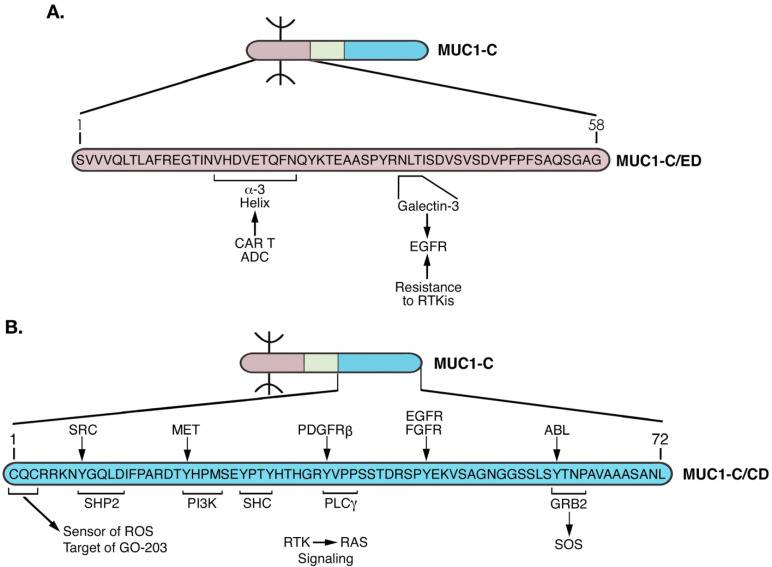 A.
MUC1-C
1 58
SVVVQLTLAFREGTINVHDVETQFNQYKTEAASPYRNLTISDVSVSDVPFPFSAQSGAG MUC1-C/ED
α-3
Helix
Galectin-3
CAR T
ADC
EGFR
Resistance
to RTKis
B.
MUC1-C
EGFR
FGFR
1 SRC MET PDGFRβ ABL 72
CQCRRKNYGQLDIFPARDTYHPMSEYPTYHTHGRYVPPSSTDRSPYEKVSAGNGGSSLSYTNPAVAAASANL MUC1-C/CD
SHP2 PI3K SHC PLCγ GRB2
Sensor of ROS
Target of GO-203
RTK RAS
Signaling
SOS